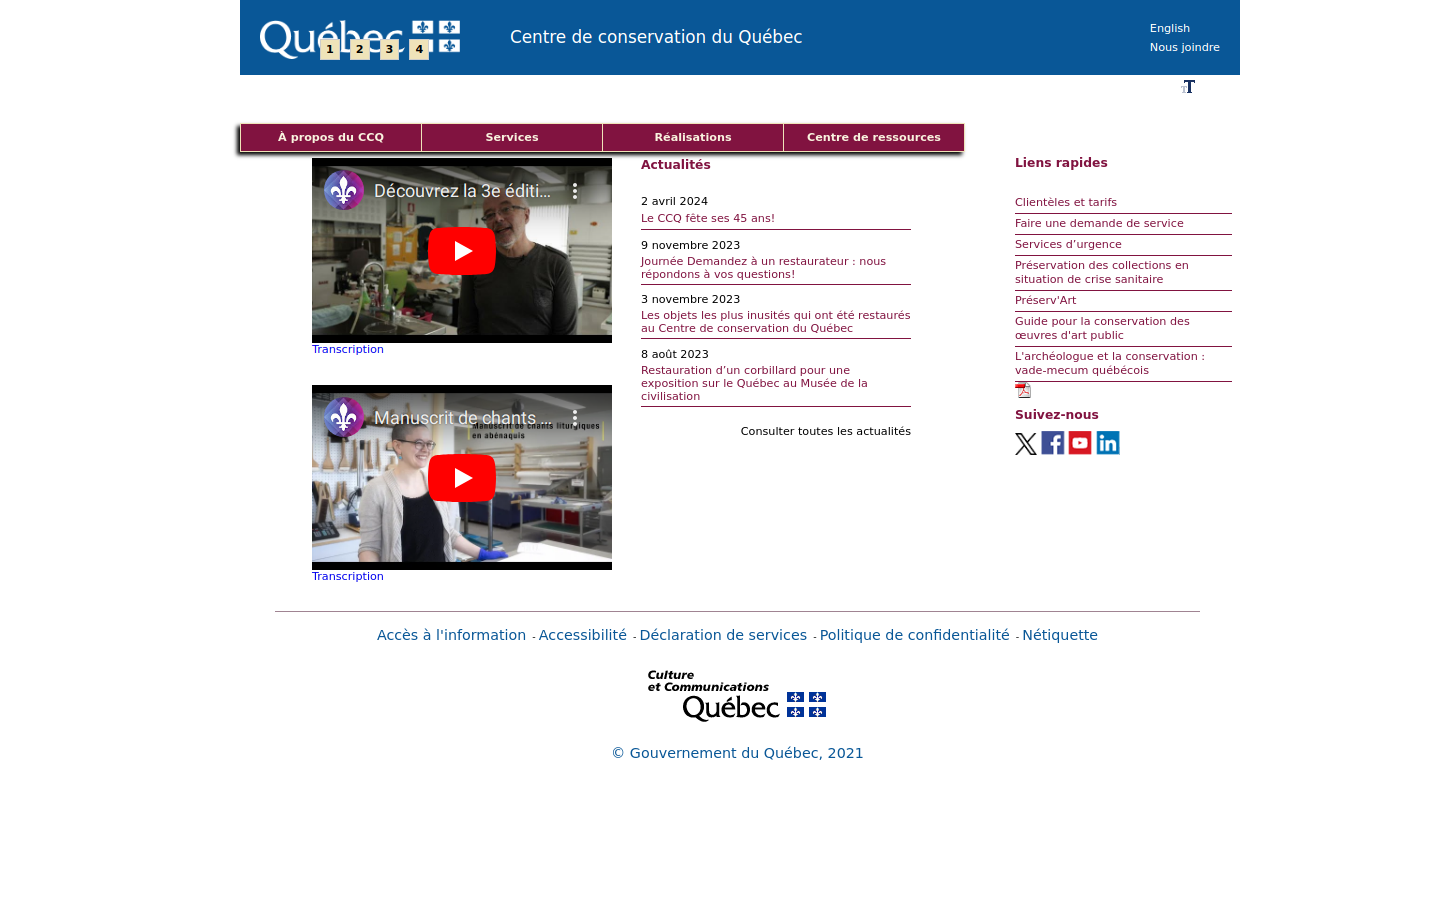 Québec
1 2 3 4
Centre de conservation du Québec
English
Nous joindre
TT
À propos du CCQ
Services
Réalisations
Centre de ressources
Découvrez la 3e éditi...
Transcription
Manuscrit de chants ...
Manuscrit de chants liturgiques
en abénaquis
Transcription
Actualités
2 avril 2024
Le CCQ fête ses 45 ans!
9 novembre 2023
Journée Demandez à un restaurateur : nous
répondons à vos questions!
3 novembre 2023
Les objets les plus inusités qui ont été restaurés
au Centre de conservation du Québec
8 août 2023
Restauration d’un corbillard pour une
exposition sur le Québec au Musée de la
civilisation
Consulter toutes les actualités
Liens rapides
Clientèles et tarifs
Faire une demande de service
Services d’urgence
Préservation des collections en
situation de crise sanitaire
Préserv'Art
Guide pour la conservation des
œuvres d'art public
L'archéologue et la conservation :
vade-mecum québécois
Suivez-nous
Accès à l'information - Accessibilité - Déclaration de services - Politique de confidentialité - Nétiquette
Culture
et Communications
Québec
© Gouvernement du Québec, 2021